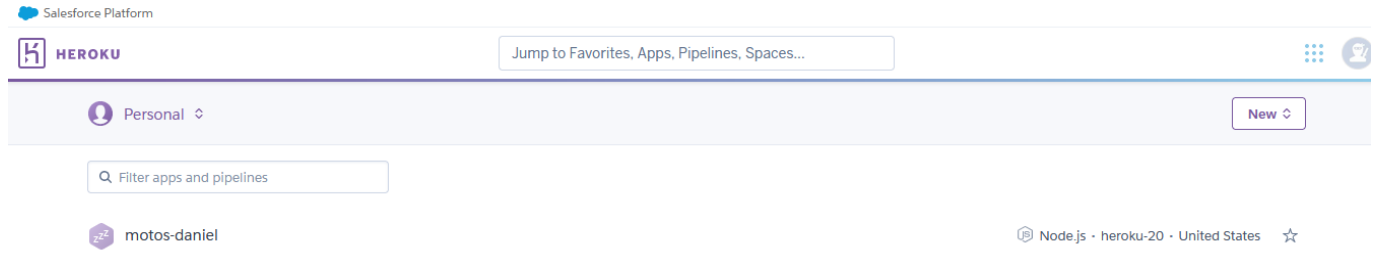 Salesforce Platform
HEROKU
Jump to Favorites, Apps, Pipelines, Spaces...
Personal
New
Filter apps and pipelines
zzz motos-daniel
Node.js · heroku-20 · United States